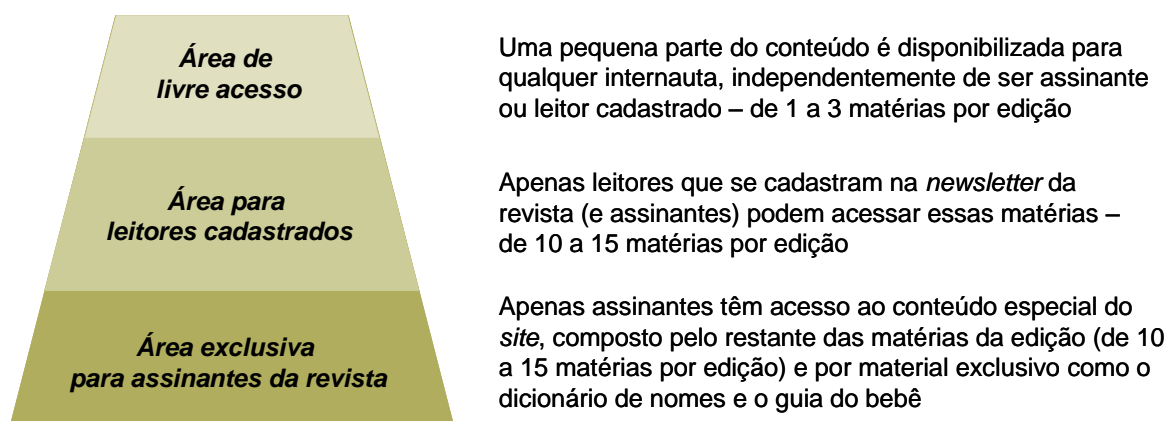 Área de
livre acesso
Uma pequena parte do conteúdo é disponibilizada para
qualquer internauta, independentemente de ser assinante
ou leitor cadastrado – de 1 a 3 matérias por edição
Área para
leitores cadastrados
Apenas leitores que se cadastram na newsletter da
revista (e assinantes) podem acessar essas matérias –
de 10 a 15 matérias por edição
Área exclusiva
para assinantes da revista
Apenas assinantes têm acesso ao conteúdo especial do
site, composto pelo restante das matérias da edição (de 10
a 15 matérias por edição) e por material exclusivo como o
dicionário de nomes e o guia do bebê